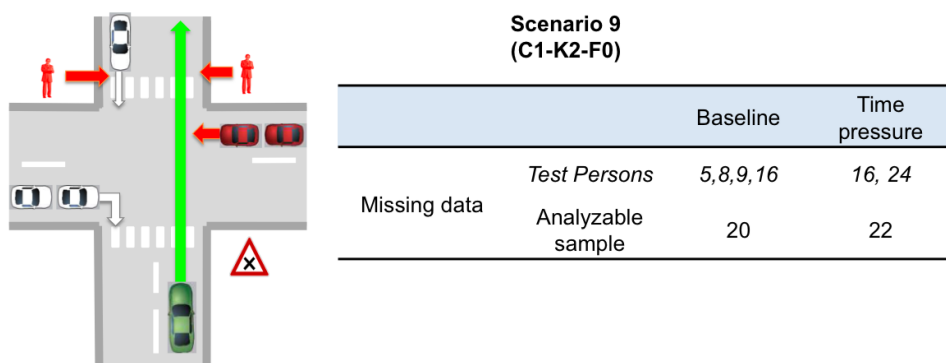 Scenario 9
(C1-K2-F0)
Baseline
Time
pressure
Missing data
Test Persons
5,8,9,16
16, 24
Analyzable
sample
20
22